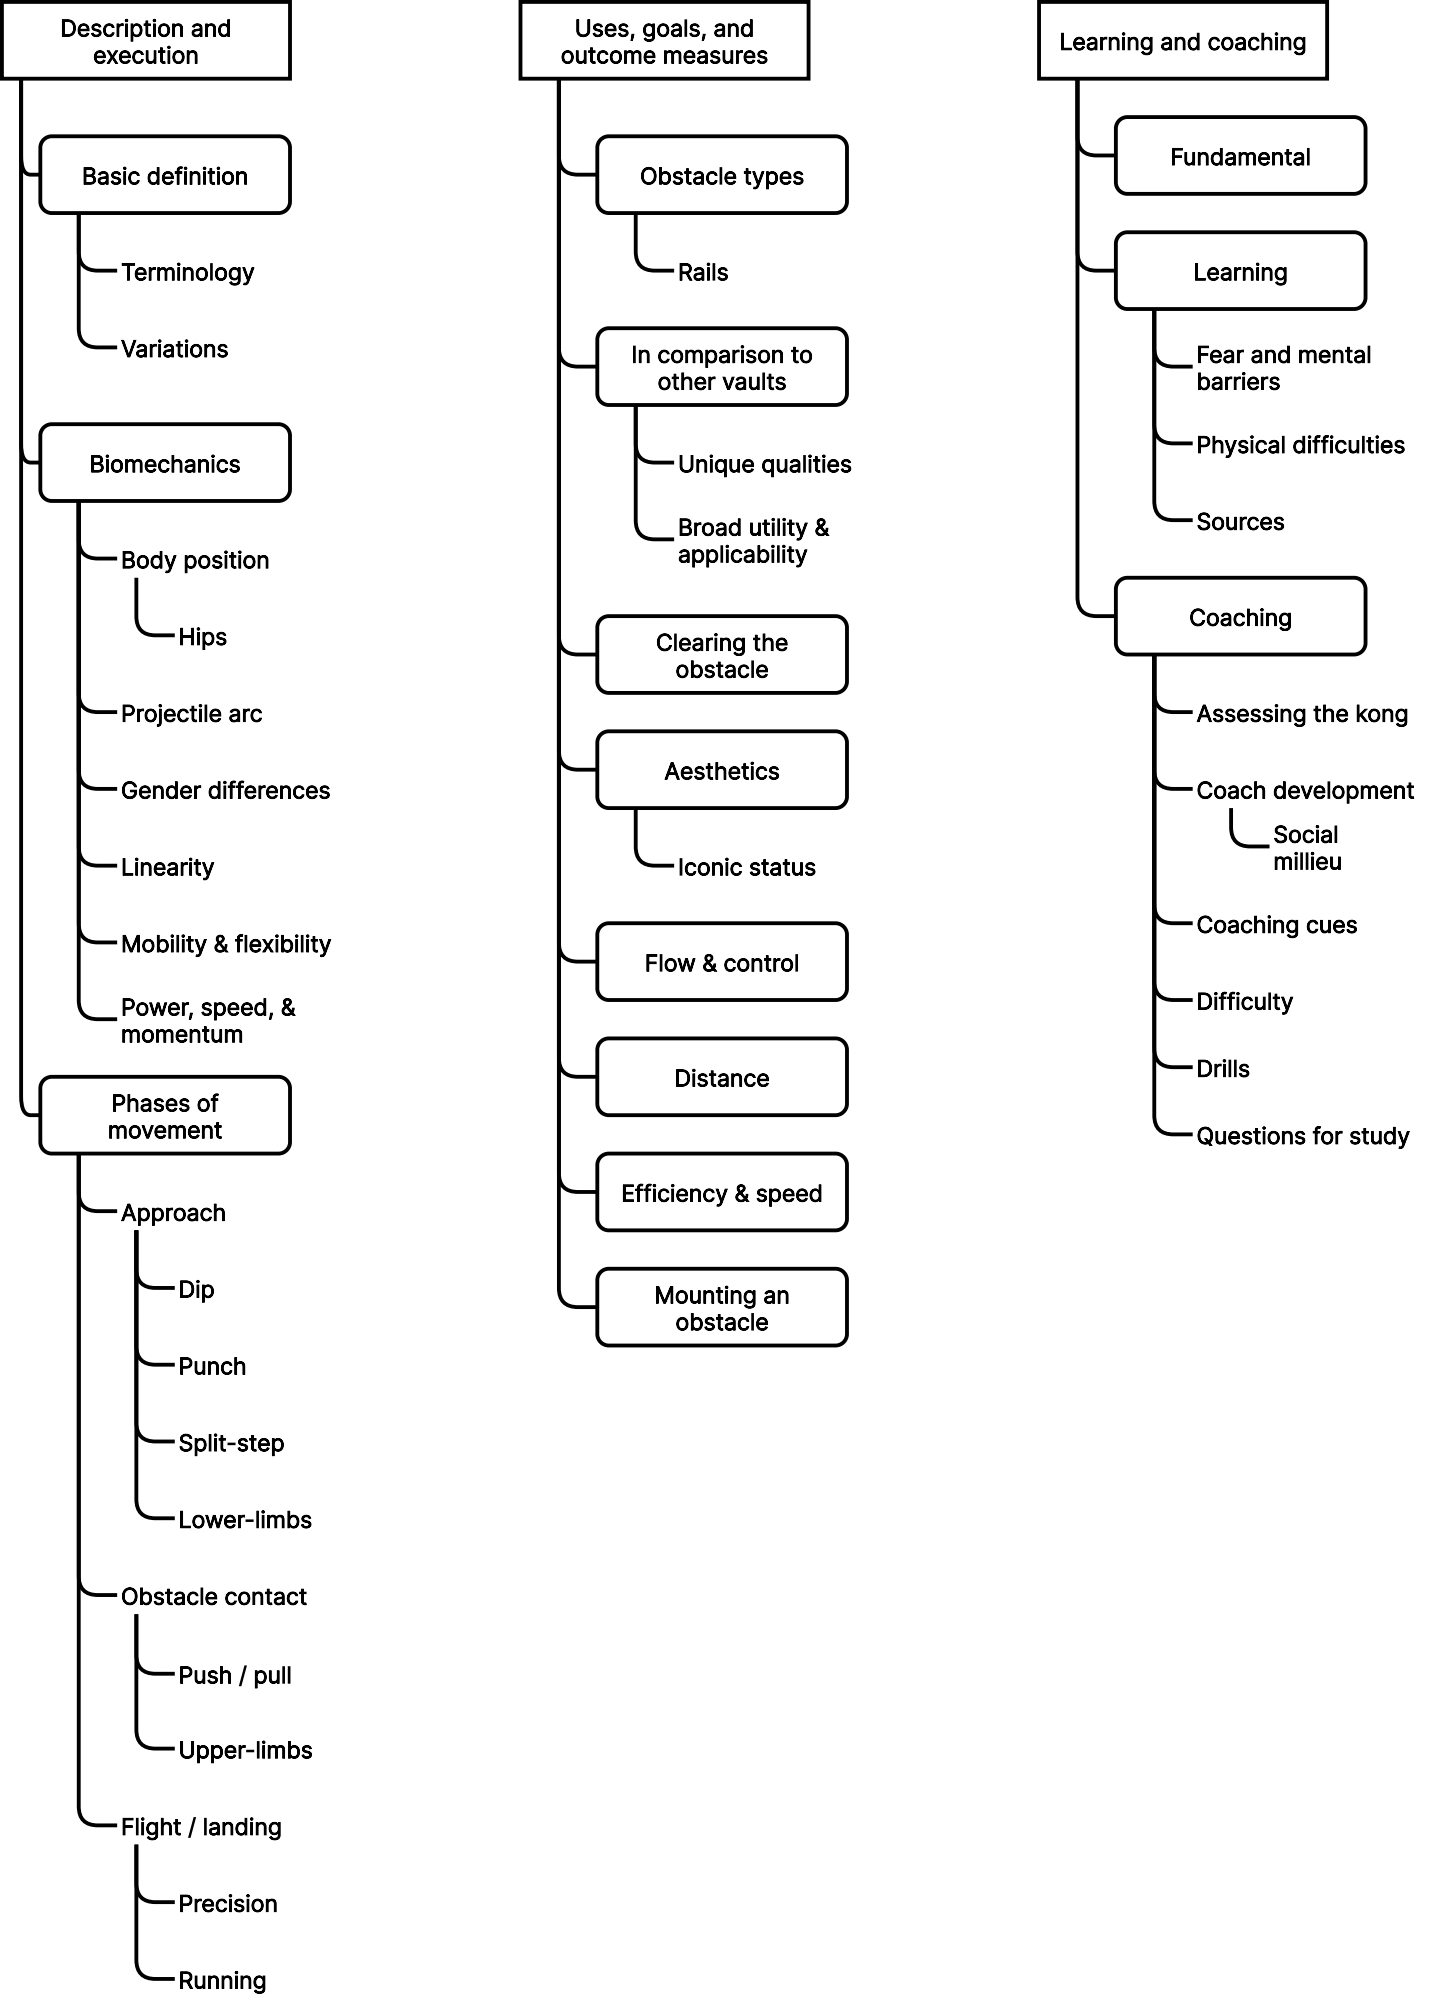 Description and
execution
Basic definition
Terminology
Variations
Biomechanics
Body position
Hips
Projectile arc
Gender differences
Linearity
Mobility & flexibility
Power, speed, &
momentum
Phases of
movement
Approach
Dip
Punch
Split-step
Lower-limbs
Obstacle contact
Push / pull
Upper-limbs
Flight / landing
Precision
Running
Uses, goals, and
outcome measures
Obstacle types
Rails
In comparison to
other vaults
Unique qualities
Broad utility &
applicability
Clearing the
obstacle
Aesthetics
Iconic status
Flow & control
Distance
Efficiency & speed
Mounting an
obstacle
Learning and coaching
Fundamental
Learning
Fear and mental
barriers
Physical difficulties
Sources
Coaching
Assessing the kong
Coach development
Social
millieu
Coaching cues
Difficulty
Drills
Questions for study